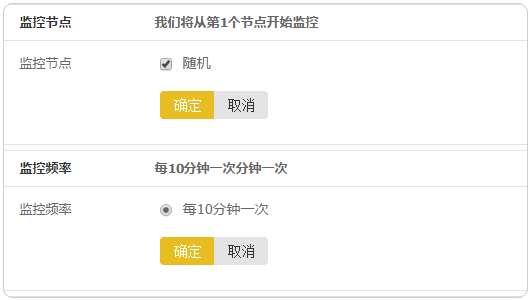 监控节点 我们将从第1个节点开始监控
监控节点 随机
确定 取消
监控频率 每10分钟一次分钟一次
监控频率 每10分钟一次
确定 取消